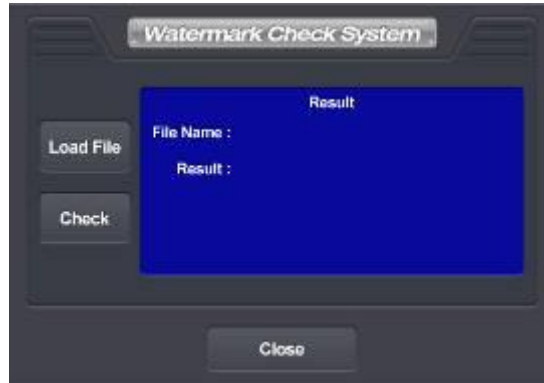 Watermark Check System
Result
File Name :
Load File
Result :
Check
Close